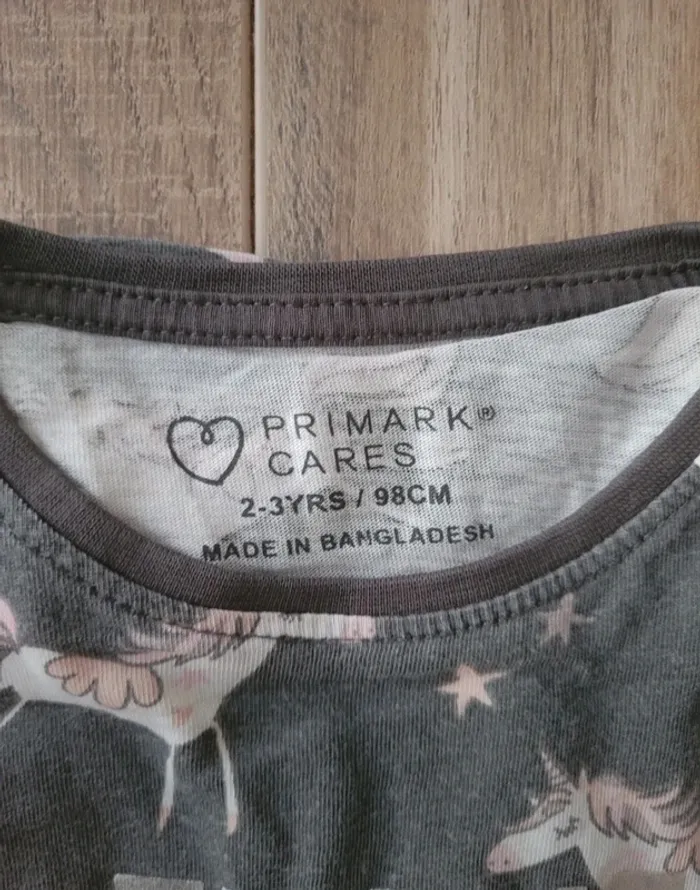 PRIMARK®
CARES
2-3YRS / 98CM
MADE IN BANGLADESH